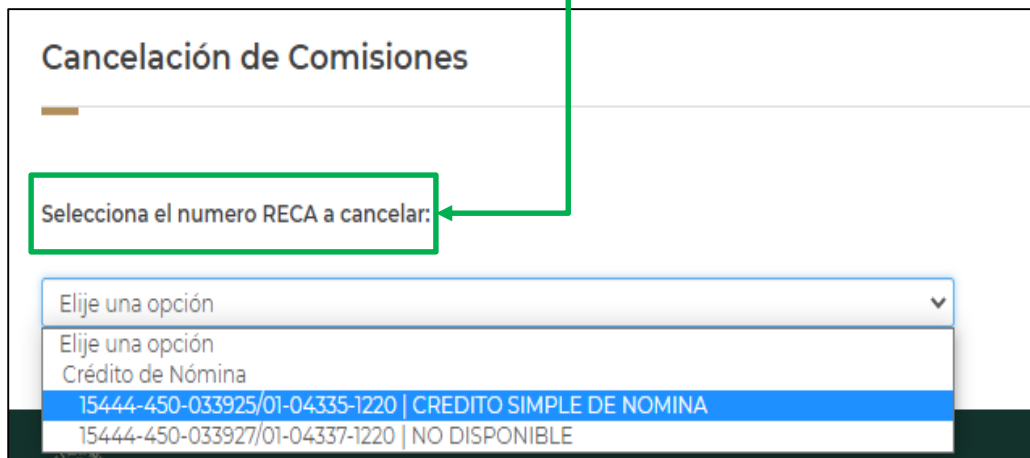 Cancelación de Comisiones
Selecciona el numero RECA a cancelar:
Elije una opción
Elije una opción
Crédito de Nómina
15444-450-033925/01-04335-1220 | CREDITO SIMPLE DE NOMINA
15444-450-033927/01-04337-1220 | NO DISPONIBLE